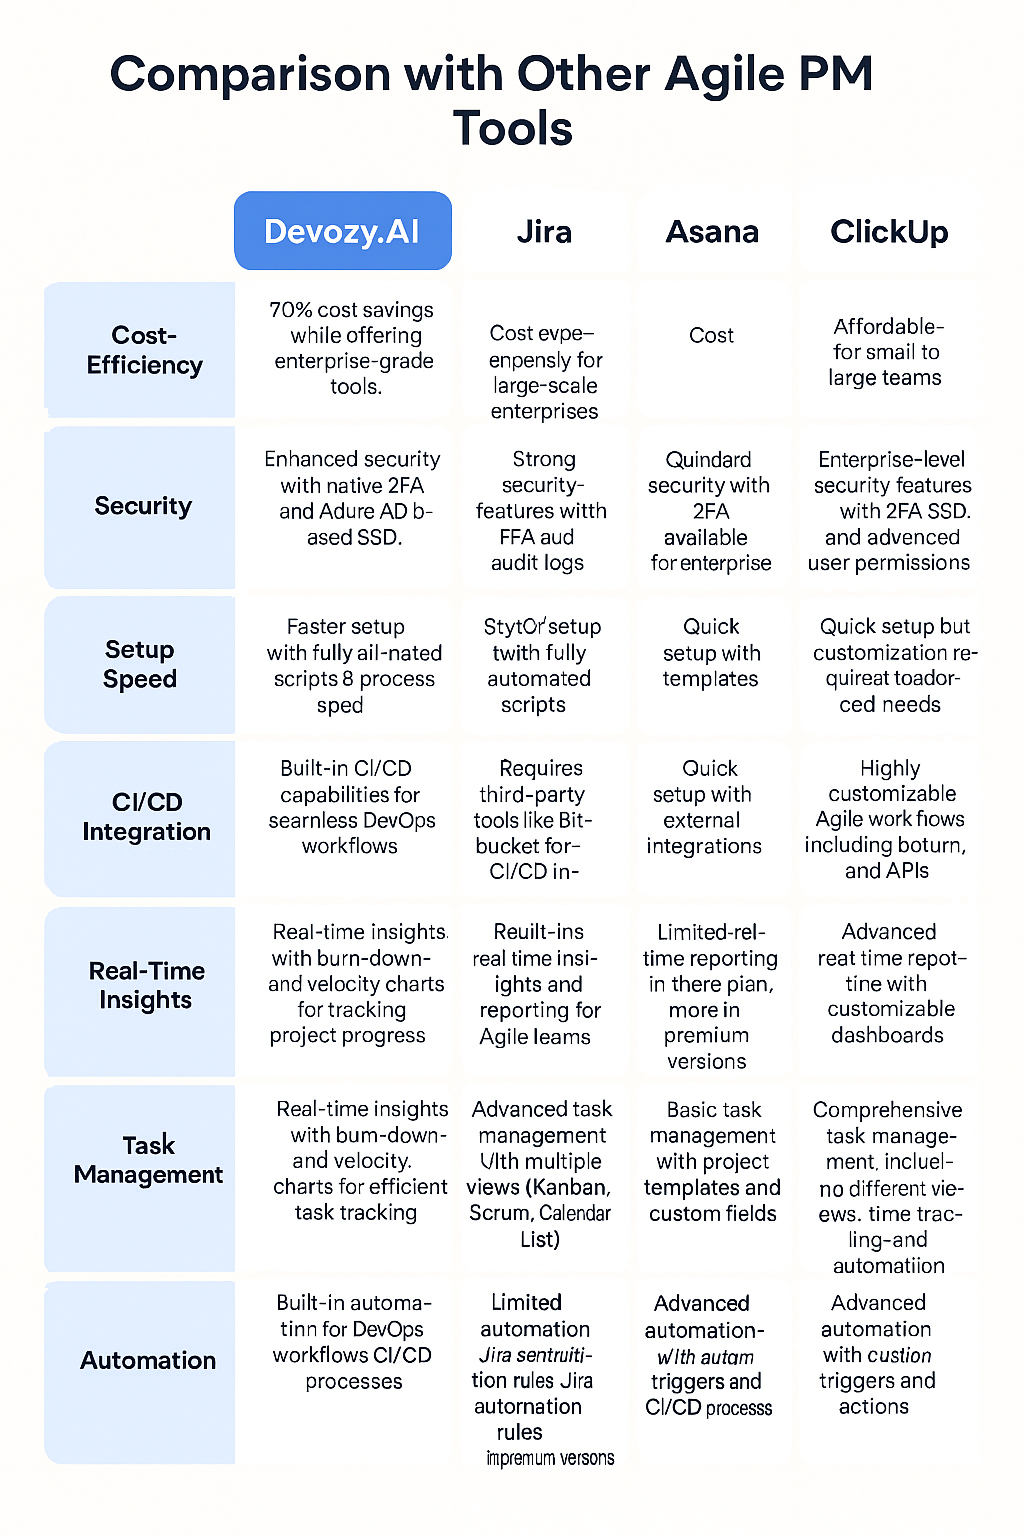 Comparison with Other Agile PM
Tools
Devozy.AI
Jira
Asana
ClickUp
Cost-
Efficiency
70% cost savings
while offering
enterprise-grade
tools.
Cost evpe-
enpensly for
large-scale
enterprises
Cost
Affordable-
for smail to
large teams
Security
Enhanced security
with native 2FA
and Adure AD b-
ased SSD.
Strong
security-
features witth
FFA aud
audit logs
Quindard
security with
2FA
available
for enterprise
Enterprise-level
security features
with 2FA SSD.
and advenced
user permissions
Setup
Speed
Faster setup
with fully ail-nated
scripts 8 process
sped
setup
twith fully
automated
scripts
Quick
setup with
templates
Quick setup but
customization re-
quireat toador-
ced needs
CI/CD
Integration
Built-in CI/CD
capabilities for
searnless DevOps
workflows
Requires
third-party
tools like Bit-
bucket for-
CI/CD in-
Quick
setup with
external
integrations
Highly
customizable
Agile work fiows
including boturn,
and APIs
Real-Time
Insights
Real-time insights.
with burn-down-
and velocity charts
for tracking
project progress
Reuilt-ins
real time insi-
ights and
reporting for
Agile leams
Limited-rel-
time reporting
in there pian,
more in
premium
versions
Advanced
reat time repot-
tine with
customizable
dashboards
Task
Management
Real-time insights
with bum-down-
and velocity.
charts for efficient
task tracking
Advanced task
management
VIth multiple
views (Kanban,
Scrum, Calendar
List)
Basic task
management
with project
templates and
custom fields
Comprehensive
task manage-
ment, incluel-
no different vie-
ews. time trac-
ling-and
automatiion
Automation
Built-in automa-
tinn for DevOps
workflows CI/CD
processes
Limited
automation
Jira sentruiti-
tion rules Jira
autornation
rules
impremum versons
Advanced
automation-
wIth autam
triggers and
CI/CD processs
Advanced
automation
with custion
triggers and
actions